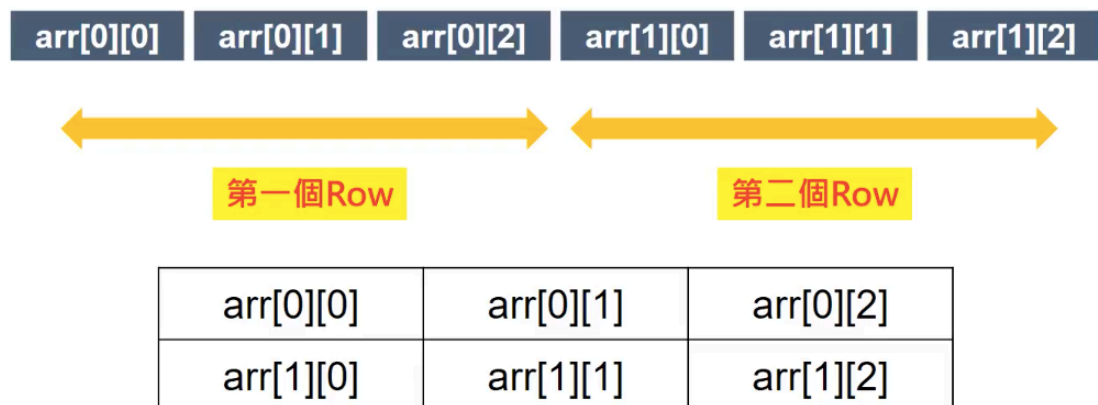 arr[0][0] arr[0][1] arr[0][2] arr[1][0] arr[1][1] arr[1][2]
第一個Row 第二個Row
arr[0][0] arr[0][1] arr[0][2]
arr[1][0] arr[1][1] arr[1][2]